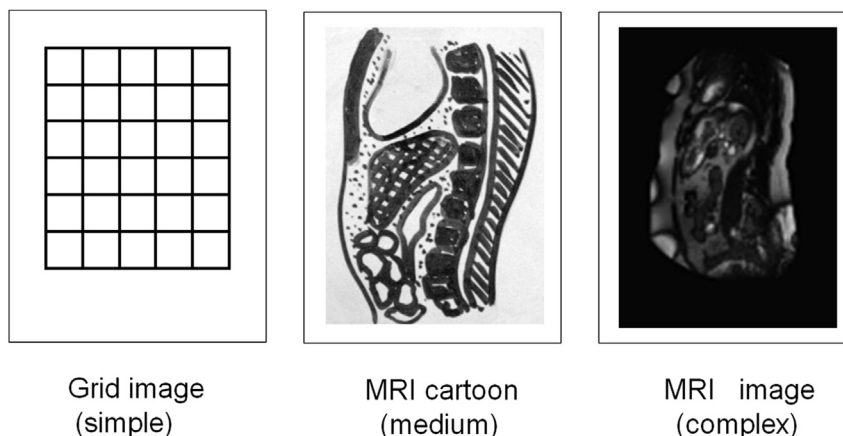 Grid image
(simple)
MRI cartoon
(medium)
MRI image
(complex)